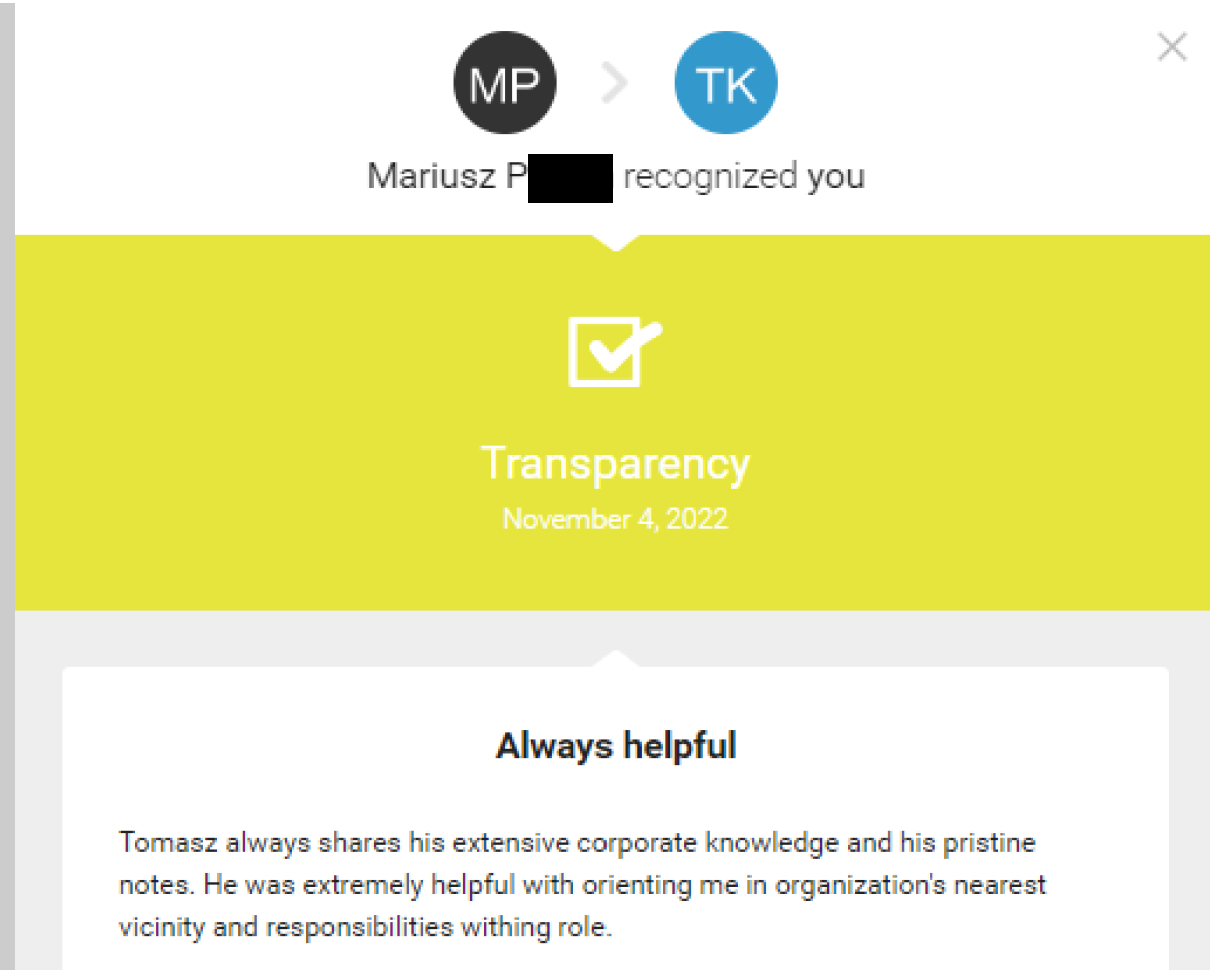 MP > TK
Mariusz P recognized you
Transparency
November 4, 2022
Always helpful
Tomasz always shares his extensive corporate knowledge and his pristine
notes. He was extremely helpful with orienting me in organization's nearest
vicinity and responsibilities withing role.